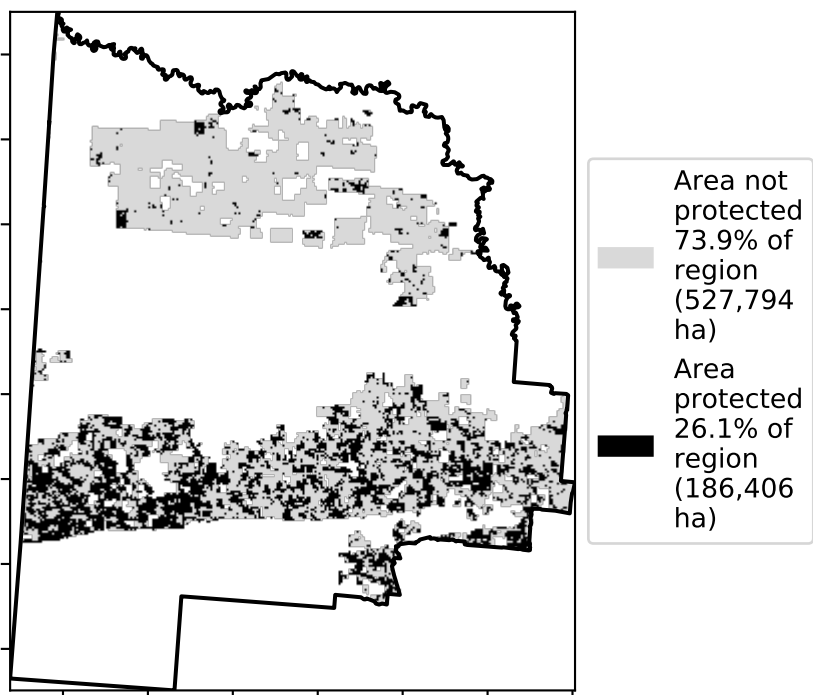 Area not
protected
73.9% of
region
(527,794
ha)
Area
protected
26.1% of
region
(186,406
ha)